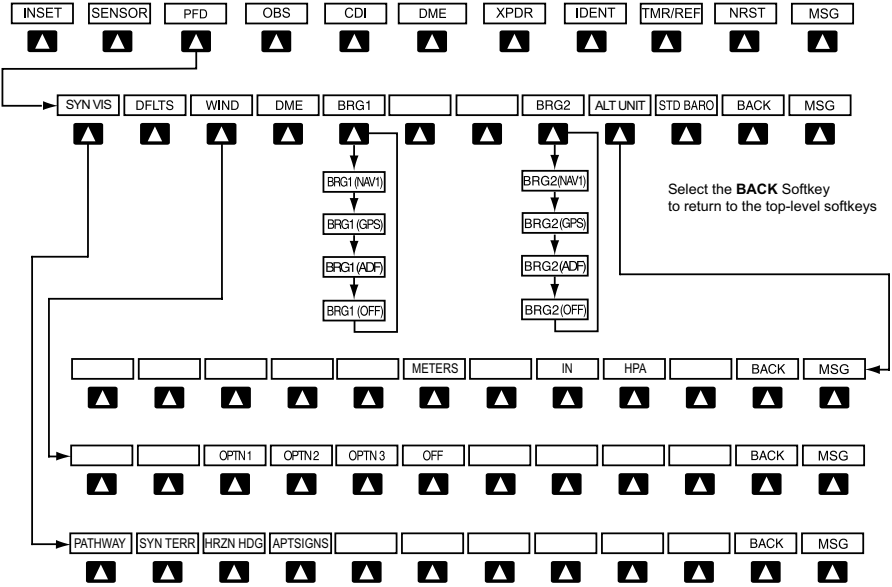 INSET SENSOR PFD OBS CDI DME XPDR IDENT TMR/REF NRST MSG
SYN VIS DFLTS WIND DME BRG1 BRG2 ALT UNIT STD BARO BACK MSG
BRG1 (NAV1) BRG2(NAV1)
BRG1 (GPS) BRG2(GPS)
BRG1 (ADF) BRG2(ADF)
BRG1 (OFF) BRG2(OFF)
Select the BACK Softkey
to return to the top-level softkeys
METERS IN HPA BACK MSG
OPTN 1 OPTN 2 OPTN 3 OFF BACK MSG
PATHWAY SYN TERR HRZN HDG APTSIGNS BACK MSG